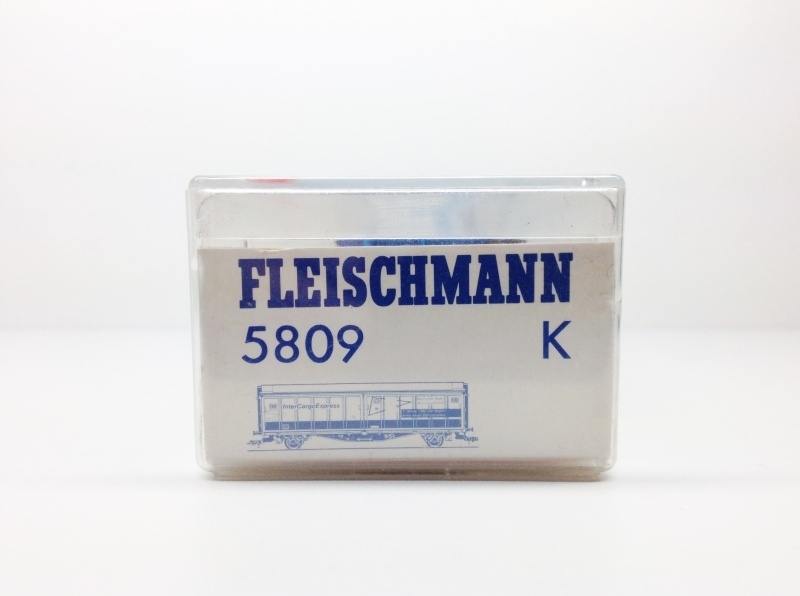 FLEISCHMANN
5809 K
InterCargoExpress